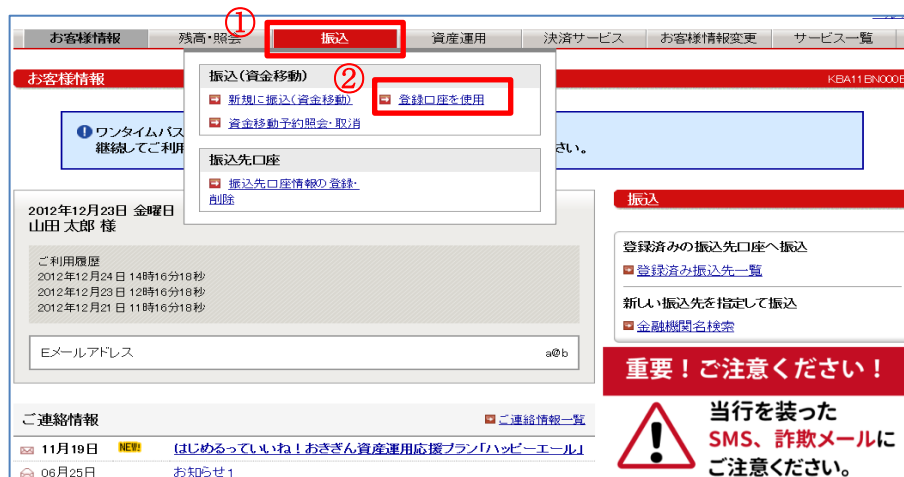 ①
お客様情報 残高・照会 振込 資産運用 決済サービス お客様情報変更 サービス一覧
お客様情報
KBA11BN000B
振込(資金移動)
②
新規に振込(資金移動) 登録口座を使用
資金移動予約照会・取消
振込先口座
振込先口座情報の登録・
削除
ワンタイムパス
継続してご利用
さい。
2012年12月23日 金曜日
山田 太郎 様
ご利用履歴
2012年12月24日 14時16分18秒
2012年12月23日 12時16分18秒
2012年12月21日 11時16分18秒
Eメールアドレス a@b
ご連絡情報 ご連絡情報一覧
11月19日 NEW! はじめるっていいね!おきぎん資産運用応援プラン「ハッピーエール」
06月25日 お知らせ1
振込
登録済みの振込先口座へ振込
登録済み振込先一覧
新しい振込先を指定して振込
金融機関名検索
重要!ご注意ください!
当行を装った
SMS、詐欺メールに
ご注意ください。